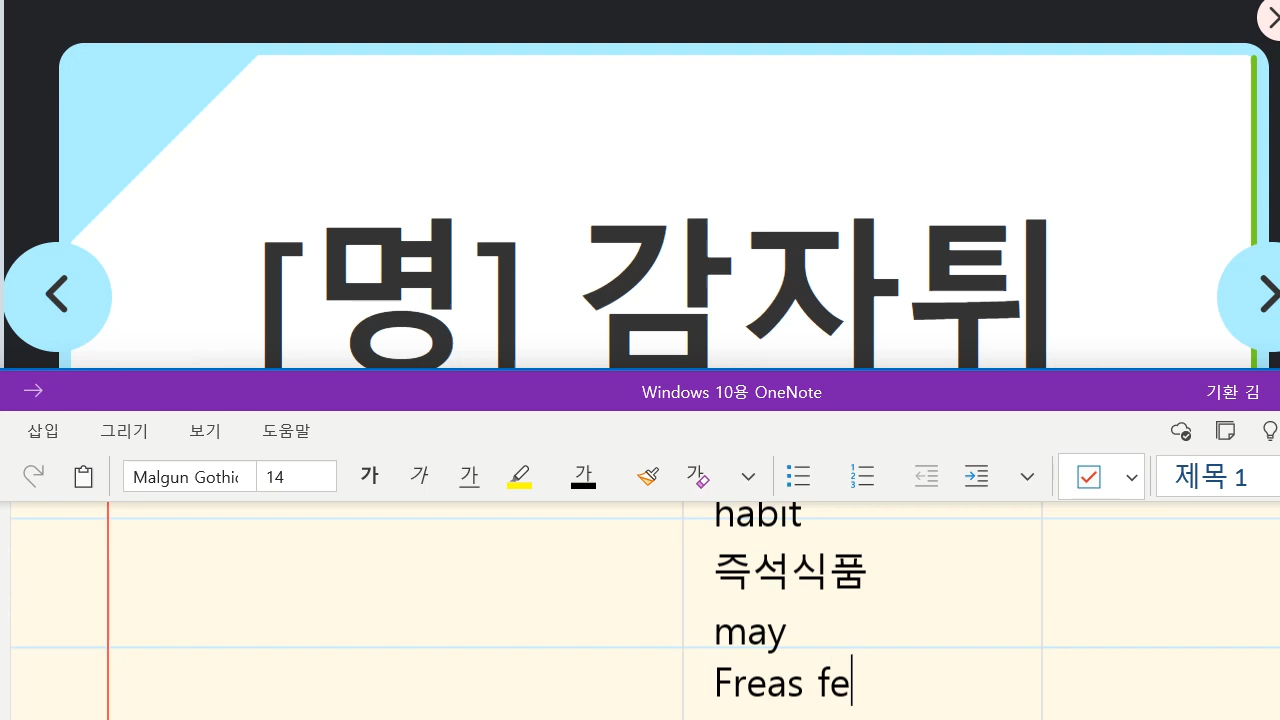 [명] 감자튀
Windows 10용 OneNote
기환 김
삽입 그리기 보기 도움말
Malgun Gothic 14 가 가 가 가 가 제목 1
habit
즉석식품
may
Freas fe